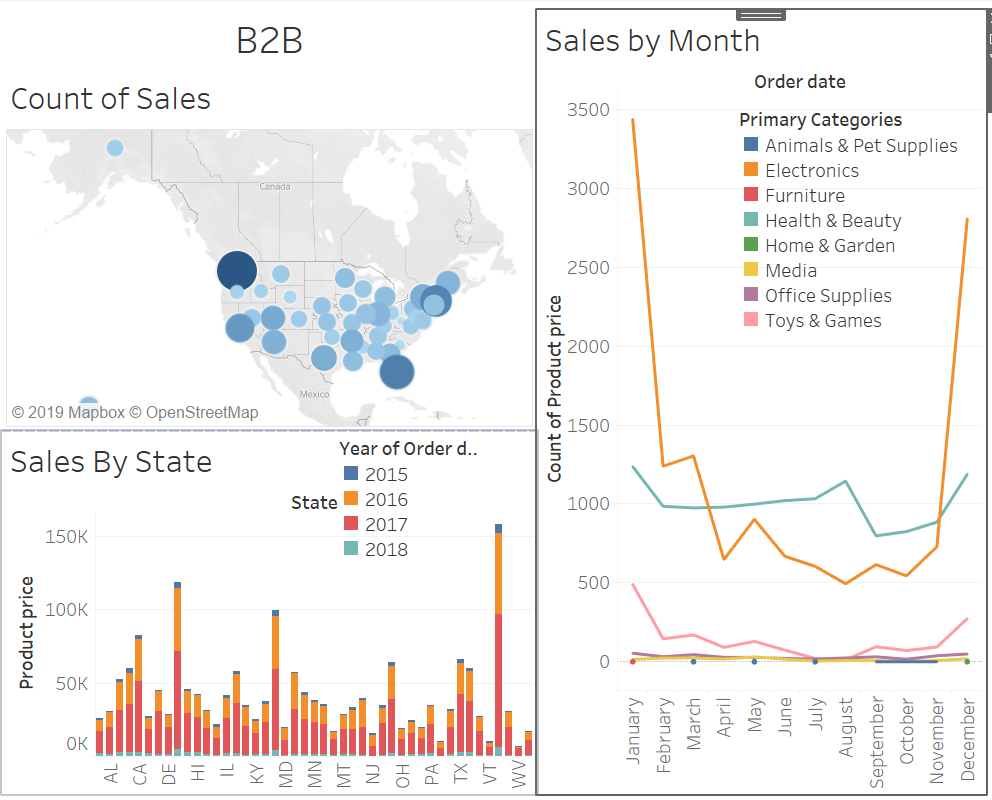 B2B
Count of Sales
Canada
Mexico
© 2019 Mapbox © OpenStreetMap
Sales By State
Year of Order d..
2015
2016
2017
2018
State
Product price
150K
100K
50K
0K
AL
CA
DE
HI
IL
KY
MD
MN
MT
NJ
OH
PA
TX
VT
WV
Sales by Month
Order date
Primary Categories
Animals & Pet Supplies
Electronics
Furniture
Health & Beauty
Home & Garden
Media
Office Supplies
Toys & Games
Count of Product price
3500
3000
2500
2000
1500
1000
500
0
January
February
March
April
May
June
July
August
September
October
November
December